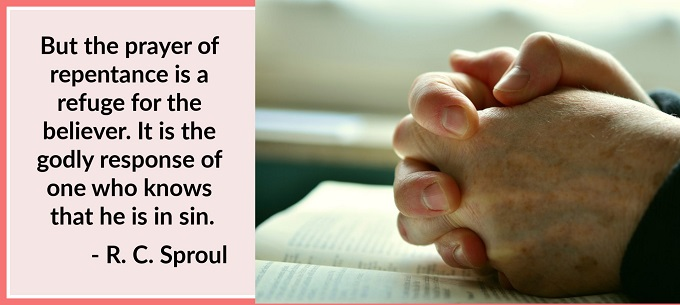 But the prayer of
repentance is a
refuge for the
believer. It is the
godly response of
one who knows
that he is in sin.
- R. C. Sproul